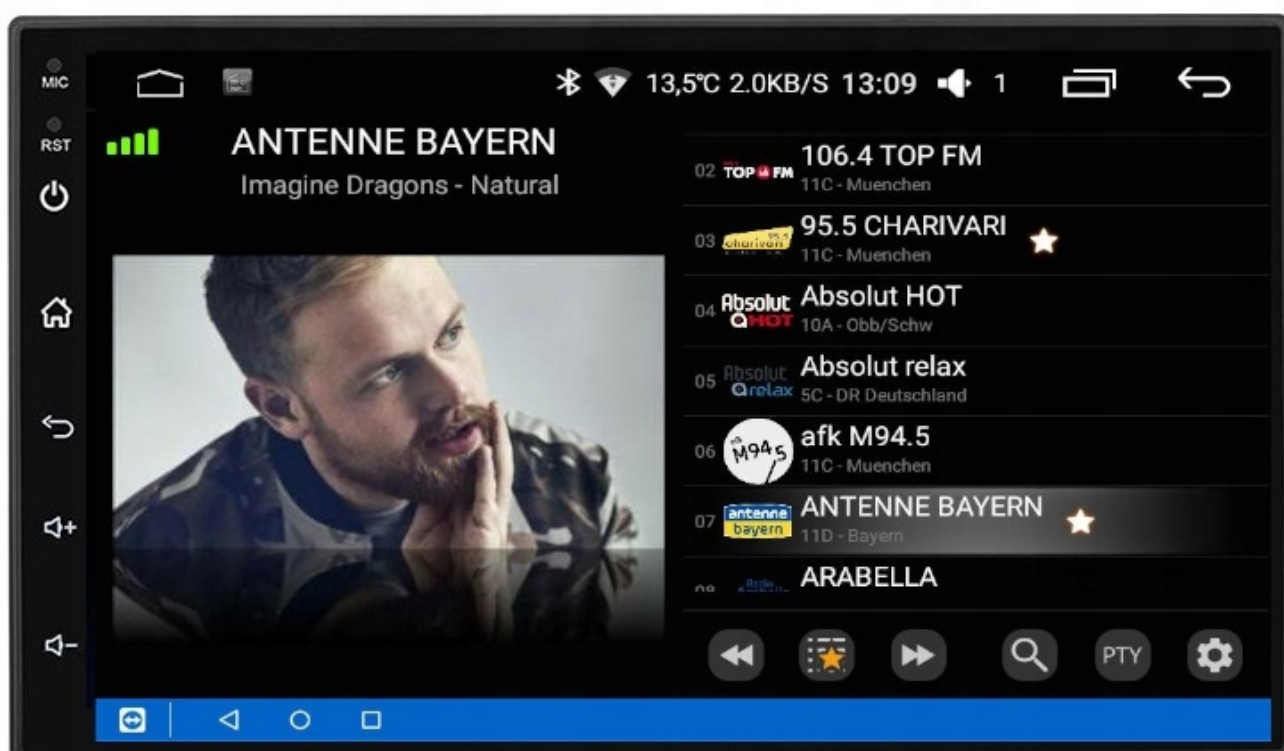 MIC
RST
13,5°C 2.0KB/S 13:09 1
ANTENNE BAYERN
Imagine Dragons - Natural
02 TOP FM 106.4 TOP FM
11C - Muenchen
03 95.5 charivari 95.5 CHARIVARI
11C - Muenchen
04 Absolut HOT Absolut HOT
10A - Obb/Schw
05 Absolut relax Absolut relax
5C - DR Deutschland
06 M94,5 afk M94.5
11C - Muenchen
07 antenne bayern ANTENNE BAYERN
11D - Bayern
ARABELLA
PTY